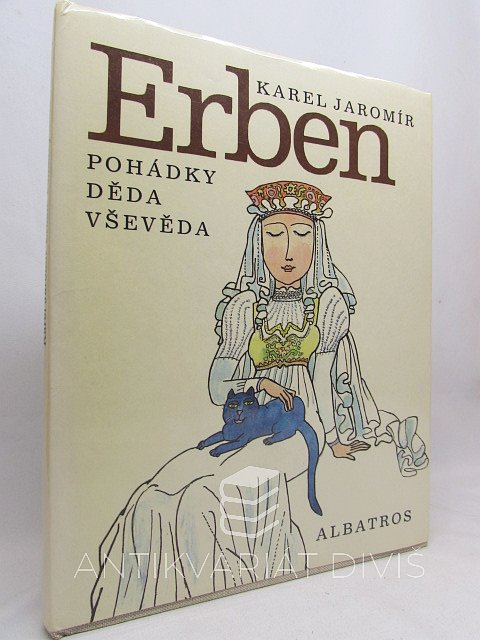 KAREL JAROMÍR
Erben
POHÁDKY
DĚDA
VŠEVĚDA
ALBATROS
ANTIKVARIÁT DIVIŠ